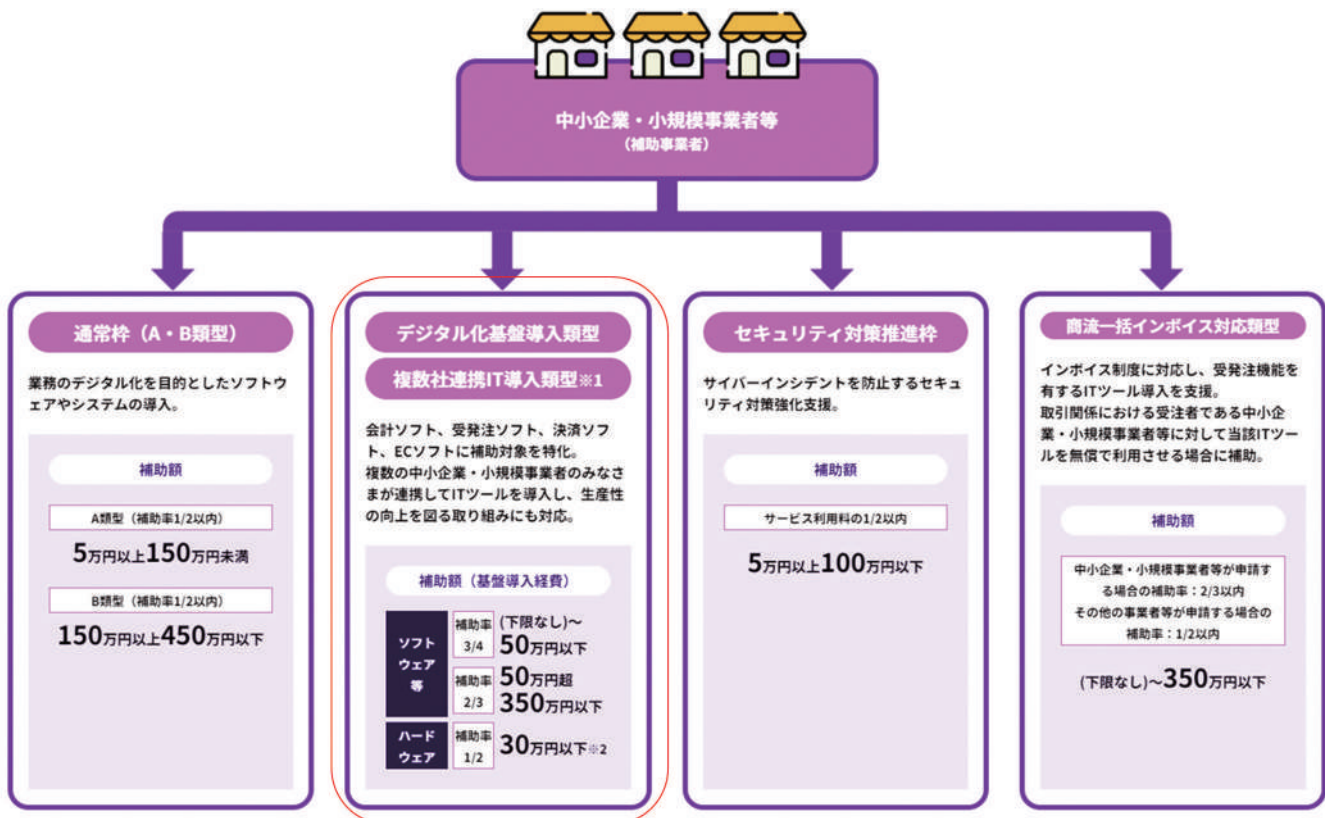 中小企業・小規模事業者等
（補助事業者）
通常枠（A・B類型）
業務のデジタル化を目的としたソフトウ
ェアやシステムの導入。
補助額
A類型（補助率1/2以内）
5万円以上150万円未満
B類型（補助率1/2以内）
150万円以上450万円以下
デジタル化基盤導入類型
複数社連携IT導入類型※1
会計ソフト、受発注ソフト、決済ソフ
ト、ECソフトに補助対象を特化。
複数の中小企業・小規模事業者のみなさ
まが連携してITツールを導入し、生産性
の向上を図る取り組みにも対応。
補助額（基盤導入経費）
ソフト
ウェア
等
補助率
3/4
(下限なし)～
50万円以下
補助率
2/3
50万円超
350万円以下
ハード
ウェア
補助率
1/2
30万円以下※2
セキュリティ対策推進枠
サイバーインシデントを防止するセキュ
リティ対策強化支援。
補助額
サービス利用料の1/2以内
5万円以上100万円以下
商流一括インボイス対応類型
インボイス制度に対応し、受発注機能を
有するITツール導入を支援。
取引関係における受注者である中小企
業・小規模事業者等に対して当該ITツー
ルを無償で利用させる場合に補助。
補助額
中小企業・小規模事業者等が申請す
る場合の補助率：2/3以内
その他の事業者等が申請する場合の
補助率：1/2以内
(下限なし)～350万円以下